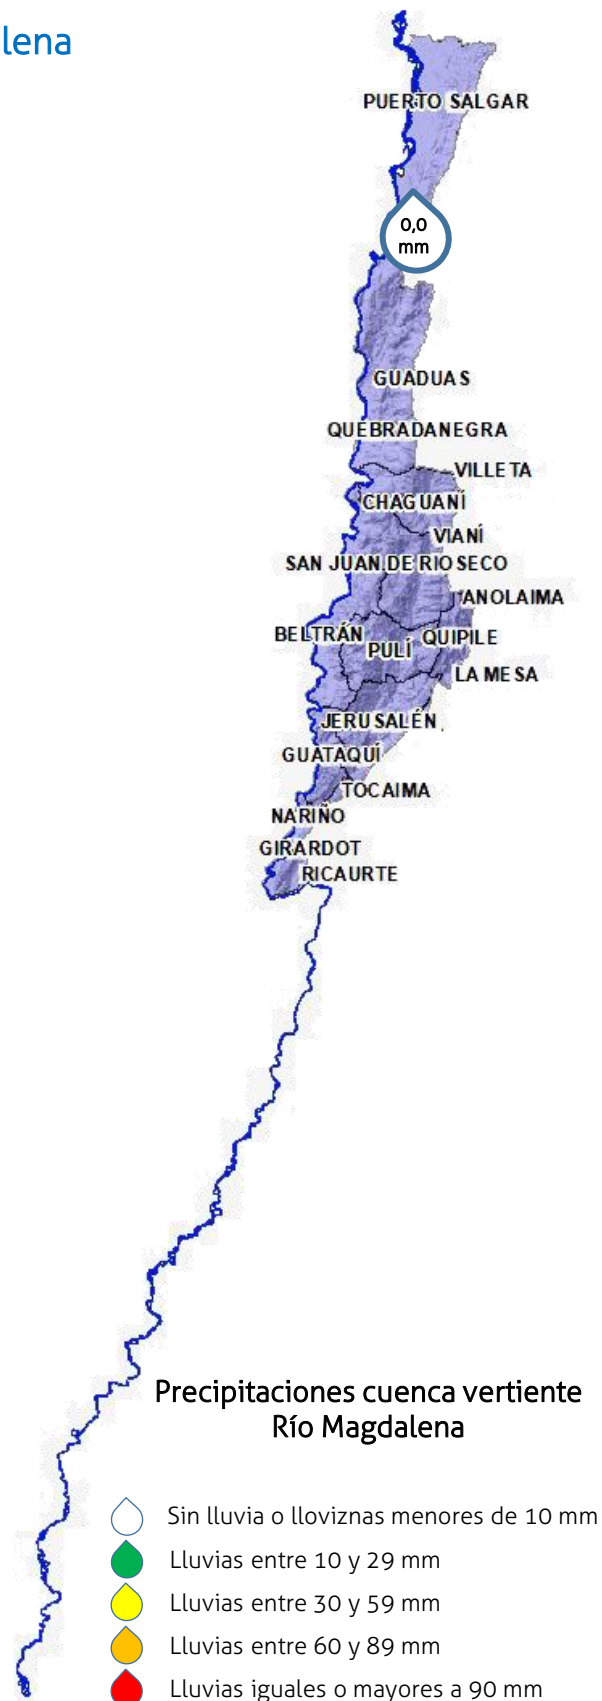 lena
PUERTO SALGAR
0,0
mm
GUADUAS
QUEBRADANEGRA
VILLETA
CHAGUANÍ
VIANÍ
SAN JUAN DE RIO SECO
ANOLAIMA
BELTRÁN
QUIPILE
PULÍ
LA MESA
JERUSALÉN
GUATAQUÍ
TOCAIMA
NARIÑO
GIRARDOT
RICAURTE
Precipitaciones cuenca vertiente
Río Magdalena
Sin lluvia o lloviznas menores de 10 mm
Lluvias entre 10 y 29 mm
Lluvias entre 30 y 59 mm
Lluvias entre 60 y 89 mm
Lluvias iguales o mayores a 90 mm